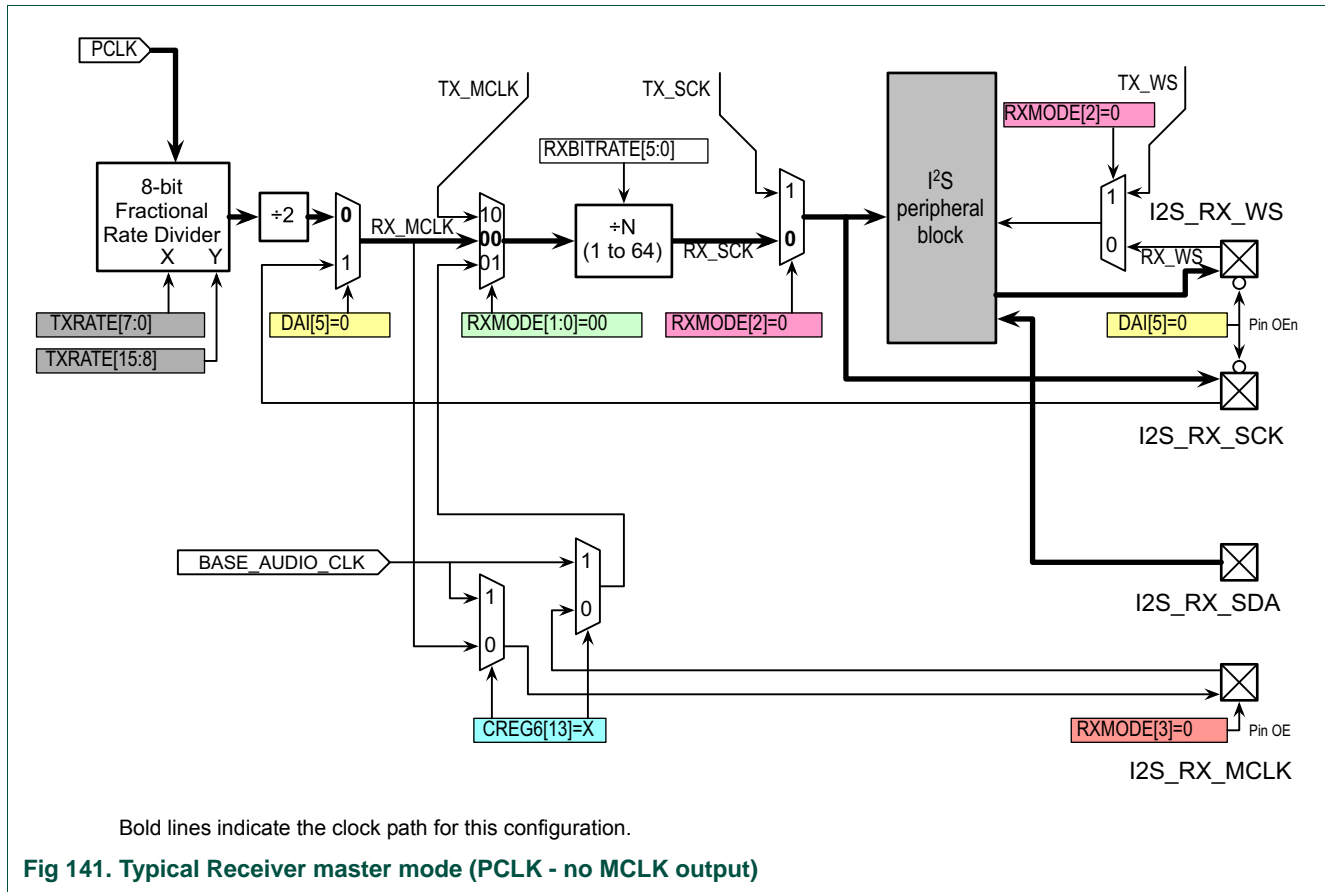 PCLK
TX_MCLK
TX_SCK
TX_WS
RXMODE[2]=0
RXBITRATE[5:0]
8-bit
Fractional
Rate Divider
X Y
÷2
0
1
RX_MCLK
10
00
01
÷N
(1 to 64)
RX_SCK
1
0
I²S
peripheral
block
1
0
I2S_RX_WS
RX_WS
TXRATE[7:0]
TXRATE[15:8]
DAI[5]=0
RXMODE[1:0]=00
RXMODE[2]=0
DAI[5]=0
Pin OEn
I2S_RX_SCK
BASE_AUDIO_CLK
1
0
1
0
I2S_RX_SDA
CREG6[13]=X
RXMODE[3]=0
Pin OE
I2S_RX_MCLK
Bold lines indicate the clock path for this configuration.
Fig 141. Typical Receiver master mode (PCLK - no MCLK output)